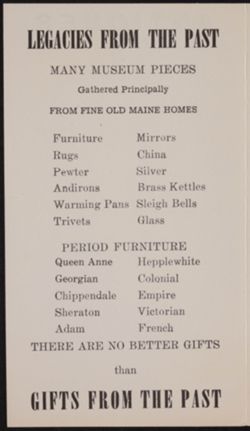 LEGACIES FROM THE PAST
MANY MUSEUM PIECES
Gathered Principally
FROM FINE OLD MAINE HOMES
Furniture Mirrors
Rugs China
Pewter Silver
Andirons Brass Kettles
Warming Pans Sleigh Bells
Trivets Glass
PERIOD FURNITURE
Queen Anne Hepplewhite
Georgian Colonial
Chippendale Empire
Sheraton Victorian
Adam French
THERE ARE NO BETTER GIFTS
than
GIFTS FROM THE PAST